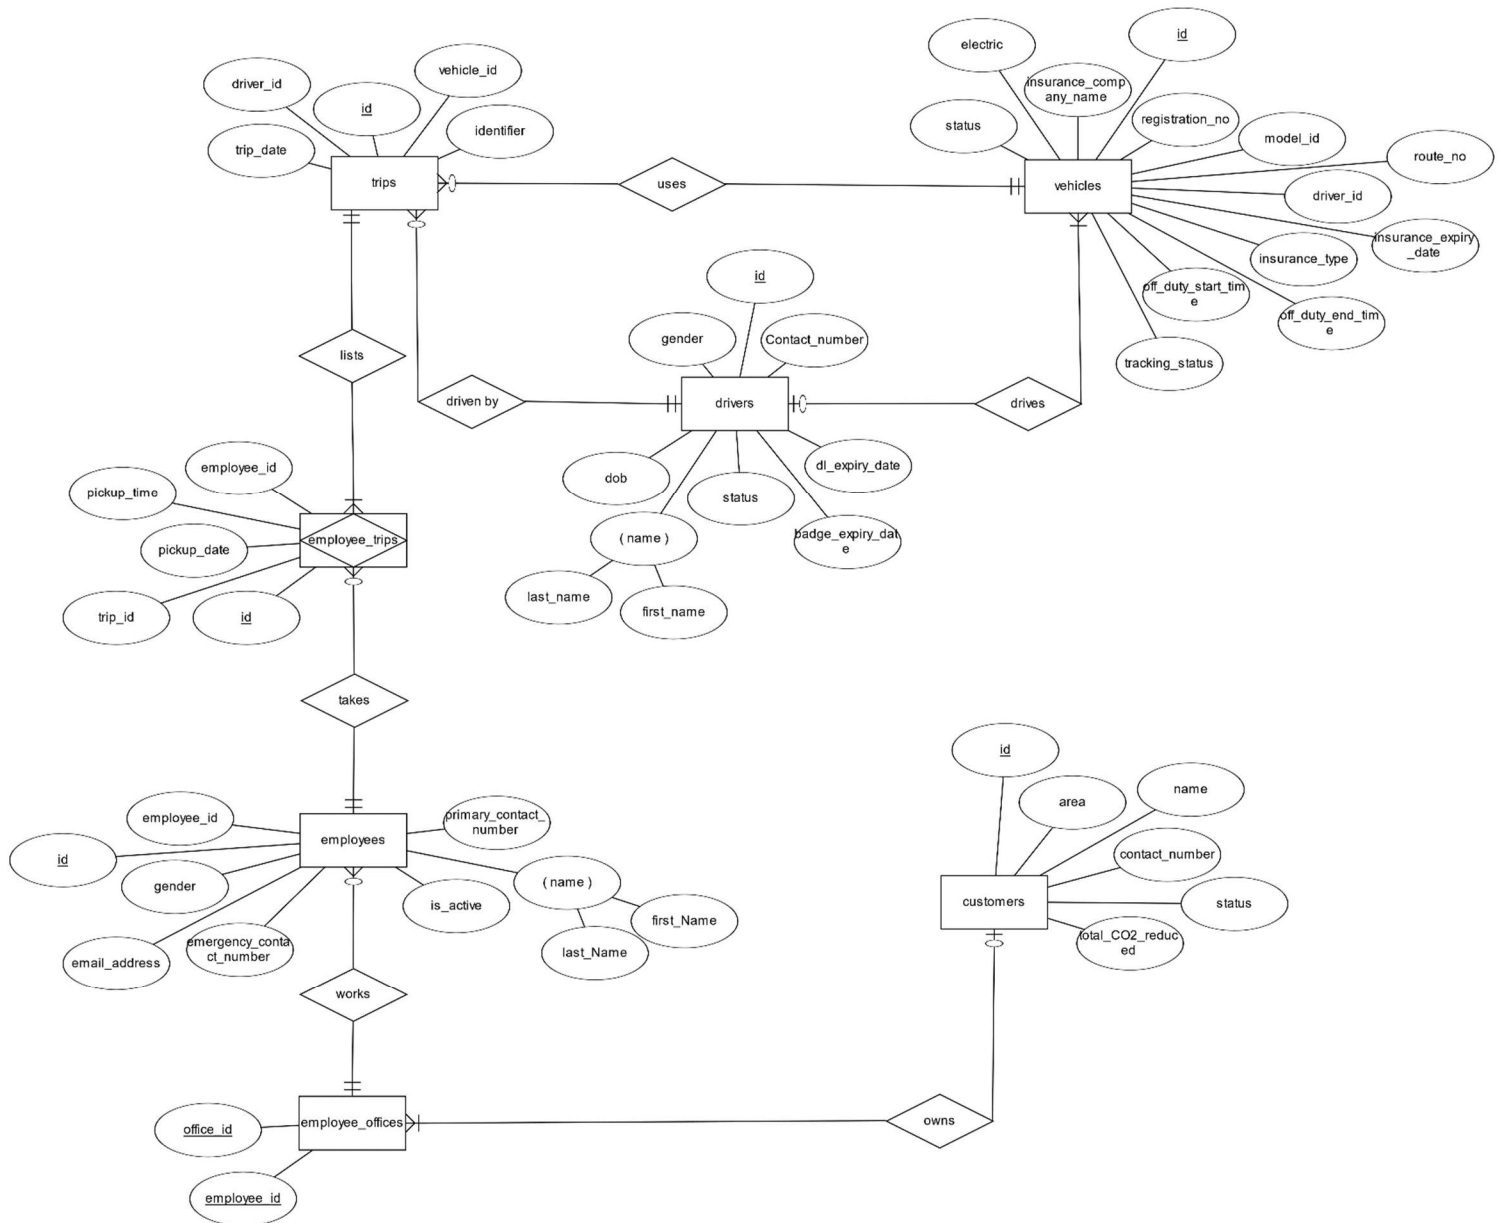 id
electric
vehicle_id
driver_id
insurance_comp
any_name
id
registration_no
identifier
status
model_id
trip_date
route_no
trips
uses
vehicles
driver_id
insurance_expiry
_date
insurance_type
id
off_duty_start_tim
e
off_duty_end_tim
e
gender
Contact_number
lists
tracking_status
driven by
drivers
drives
employee_id
dl_expiry_date
dob
pickup_time
status
badge_expiry_dat
e
( name )
employee_trips
pickup_date
last_name
first_name
trip_id
id
takes
id
name
area
primary_contact_
number
employee_id
employees
contact_number
id
( name )
gender
customers
status
is_active
first_Name
total_CO2_reduc
ed
emergency_conta
ct_number
last_Name
email_address
works
employee_offices
owns
office_id
employee_id